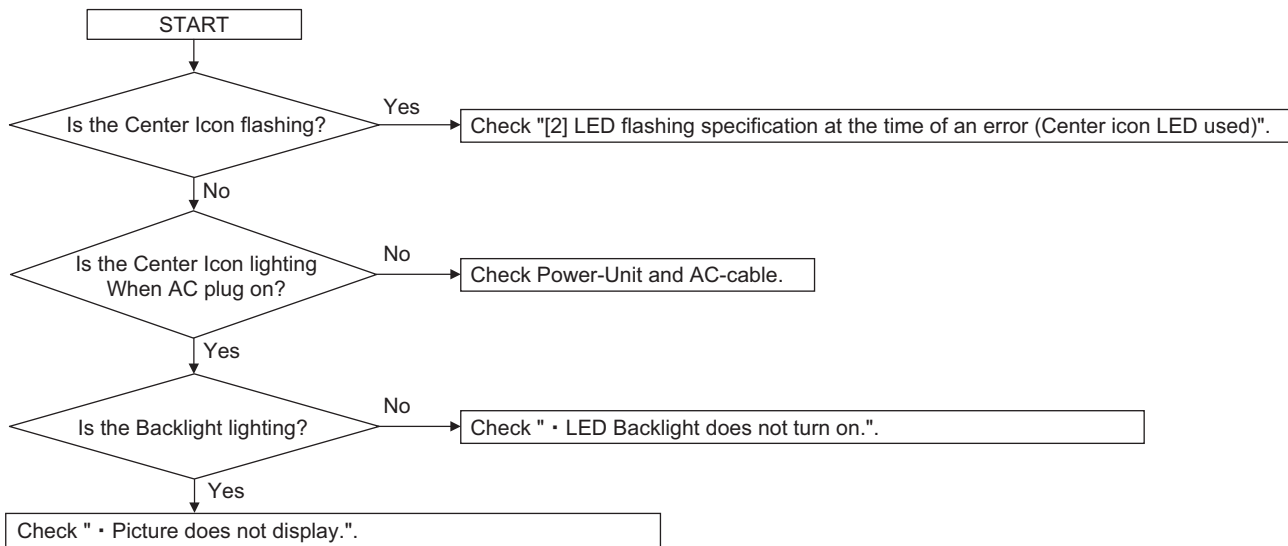 START
Is the Center Icon flashing?
Yes
Check "[2] LED flashing specification at the time of an error (Center icon LED used)".
No
Is the Center Icon lighting
When AC plug on?
No
Check Power-Unit and AC-cable.
Yes
Is the Backlight lighting?
No
Check "・LED Backlight does not turn on.".
Yes
Check "・Picture does not display.".